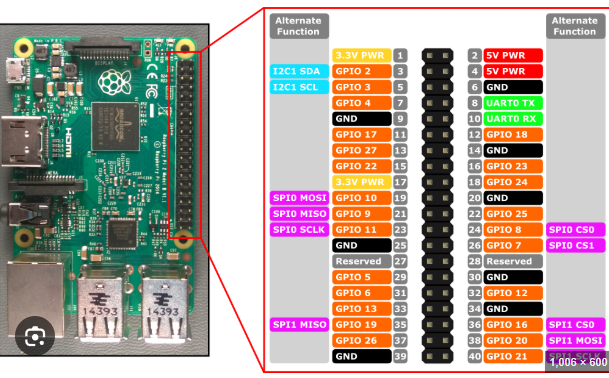 Alternate Function
Alternate Function
3.3V PWR 1 2 5V PWR
I2C1 SDA GPIO 2 3 4 5V PWR
I2C1 SCL GPIO 3 5 6 GND
GPIO 4 7 8 UART0 TX
GND 9 10 UART0 RX
GPIO 17 11 12 GPIO 18
GPIO 27 13 14 GND
GPIO 22 15 16 GPIO 23
3.3V PWR 17 18 GPIO 24
SPI0 MOSI GPIO 10 19 20 GND
SPI0 MISO GPIO 9 21 22 GPIO 25
SPI0 SCLK GPIO 11 23 24 GPIO 8 SPI0 CS0
GND 25 26 GPIO 7 SPI0 CS1
Reserved 27 28 Reserved
GPIO 5 29 30 GND
GPIO 6 31 32 GPIO 12
GPIO 13 33 34 GND
SPI1 MISO GPIO 19 35 36 GPIO 16 SPI1 CS0
GPIO 26 37 38 GPIO 20 SPI1 MOSI
GND 39 40 GPIO 21 SPI1 SCLK
1,006 × 600
DISPLAY
HDMI
14393
14393